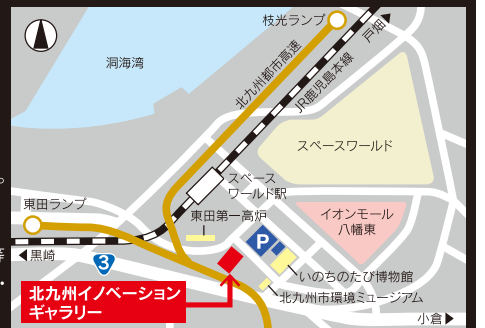 枝光ランプ
戸畑
洞海湾
北九州都市高速
JR鹿児島本線
スペースワールド
スペース
ワールド駅
東田ランプ
東田第一高炉
イオンモール
八幡東
P
黒崎
3
いのちのたび博物館
北九州市環境ミュージアム
北九州イノベーション
ギャラリー
小倉